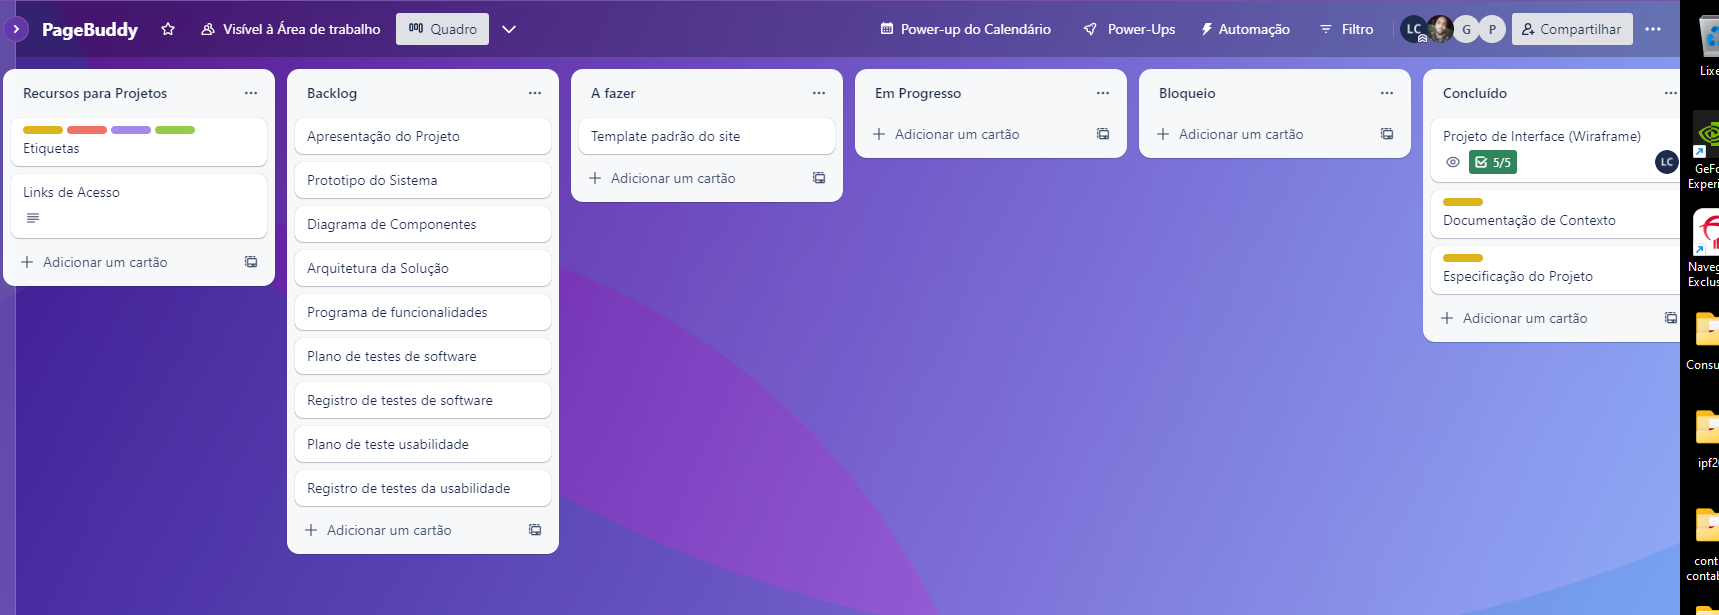 PageBuddy
Visível à Área de trabalho
Quadro
Power-up do Calendário
Power-Ups
Automação
Filtro
LC
G
P
Compartilhar
Recursos para Projetos
Etiquetas
Links de Acesso
Adicionar um cartão
Backlog
Apresentação do Projeto
Prototipo do Sistema
Diagrama de Componentes
Arquitetura da Solução
Programa de funcionalidades
Plano de testes de software
Registro de testes de software
Plano de teste usabilidade
Registro de testes da usabilidade
Adicionar um cartão
A fazer
Template padrão do site
Adicionar um cartão
Em Progresso
Adicionar um cartão
Bloqueio
Adicionar um cartão
Concluído
Projeto de Interface (Wiraframe)
5/5
LC
Documentação de Contexto
Especificação do Projeto
Adicionar um cartão
Lixe
GeFo
Experi
Naveg
Exclus
Consu
ipf2
cont
contab